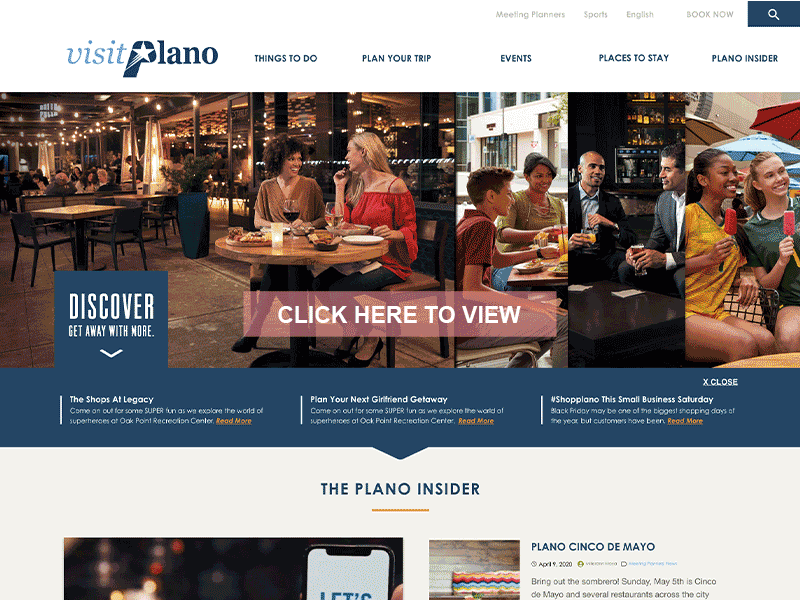 Meeting Planners Sports English BOOK NOW
visit Plano
THINGS TO DO PLAN YOUR TRIP EVENTS PLACES TO STAY PLANO INSIDER
DISCOVER
GET AWAY WITH MORE.
CLICK HERE TO VIEW
X CLOSE
The Shops At Legacy
Come on out for some SUPER fun as we explore the world of
superheroes at Oak Point Recreation Center. Read More
Plan Your Next Girlfriend Getaway
Come on out for some SUPER fun as we explore the world of
superheroes at Oak Point Recreation Center. Read More
#Shopplano This Small Business Saturday
Black Friday may be one of the biggest shopping days of
the year, but customers have been. Read More
THE PLANO INSIDER
LET'S
PLANO CINCO DE MAYO
April 9, 2020 Meeting Planners News
Bring out the sombrero! Sunday, May 5th is Cinco
de Mayo and several restaurants across the city